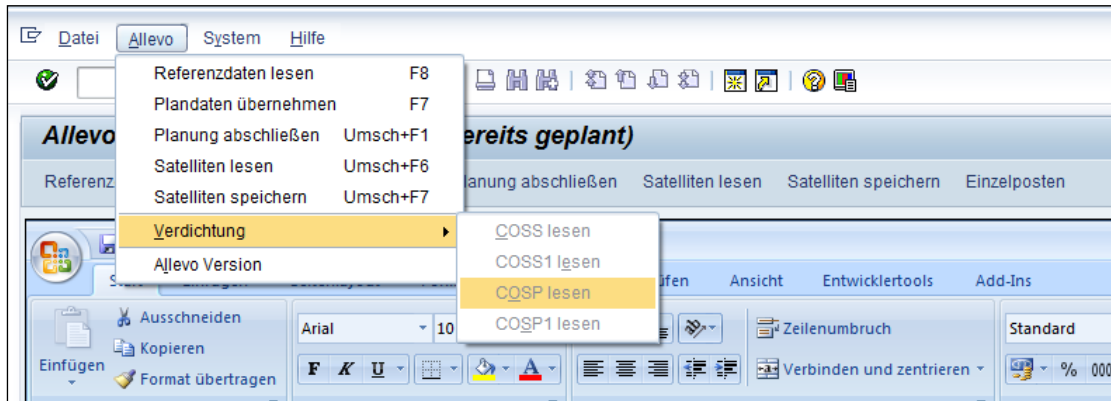 Datei Allevo System Hilfe
Referenzdaten lesen F8
Plandaten übernehmen F7
Allevo Planung abschließen Umsch+F1 ereits geplant)
Satelliten lesen Umsch+F6
Referenz lanung abschließen Satelliten lesen Satelliten speichern Einzelposten
Satelliten speichern Umsch+F7
Verdichtung COSS lesen
Allevo Version COSS1 lesen
Ansicht Entwicklertools Add-Ins
COSP lesen
Ausschneiden Arial 10 COSP1 lesen Zeilenumbruch Standard
Kopieren
Einfügen F K U A Verbinden und zentrieren % 000
Format übertragen